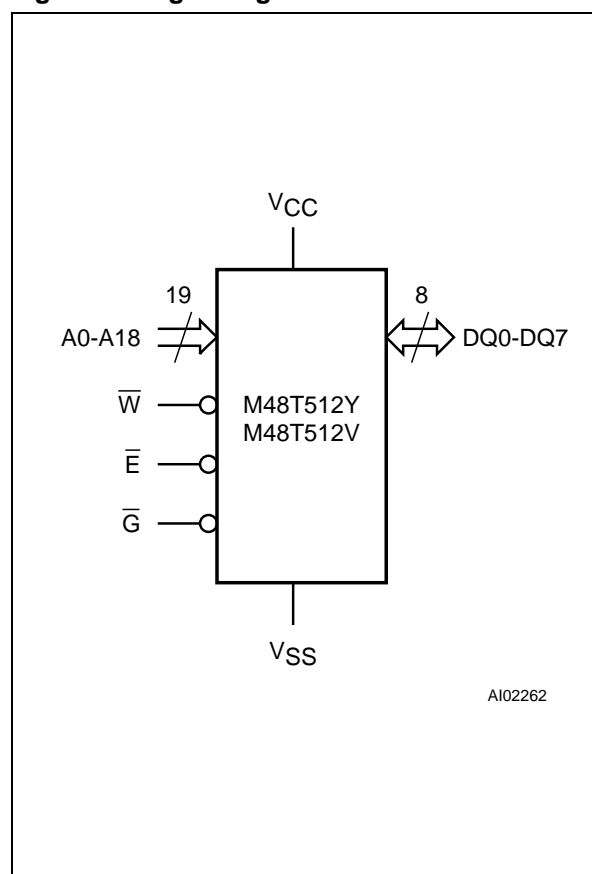 VCC
19
8
A0-A18
DQ0-DQ7
W̅
M48T512Y
M48T512V
E̅
G̅
VSS
AI02262